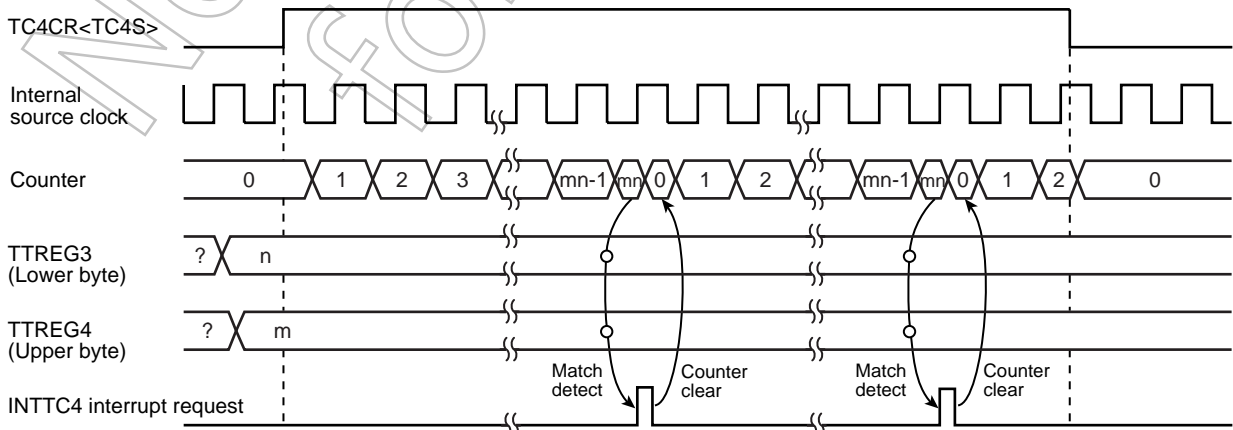 TC4CR<TC4S>
Internal
source clock
Counter
0 1 2 3 mn-1 mn 0 1 2 mn-1 mn 0 1 2 0
TTREG3
(Lower byte)
? n
TTREG4
(Upper byte)
? m
Match
detect
Counter
clear
Match
detect
Counter
clear
INTTC4 interrupt request